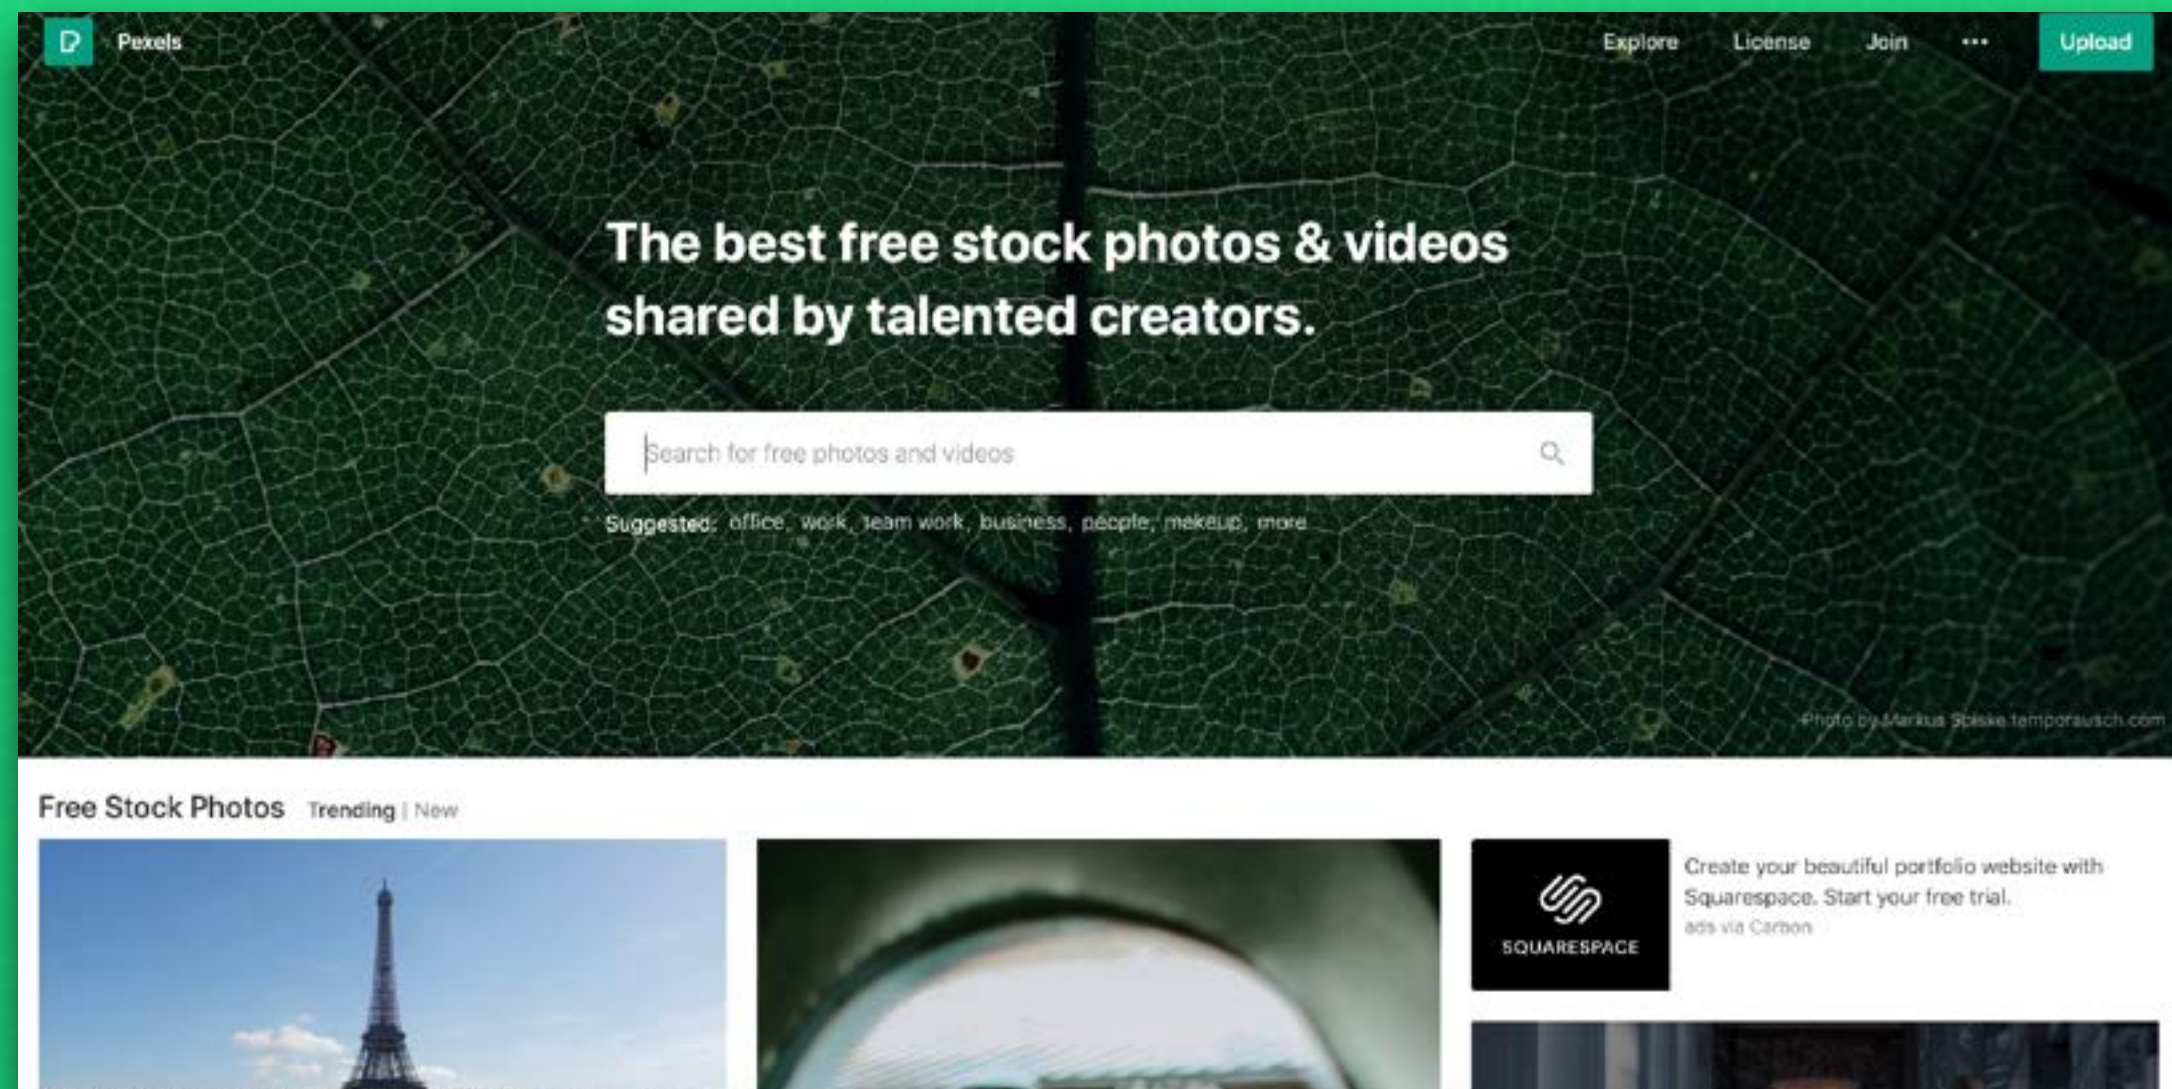 Pexels
Explore License Join ••• Upload
The best free stock photos & videos
shared by talented creators.
Search for free photos and videos
Suggested: office, work, team work, business, people, makeup, more
Photo by Markus Spiske temporausch.com
Free Stock Photos Trending | New
Create your beautiful portfolio website with
Squarespace. Start your free trial.
ads via Carbon
SQUARESPACE